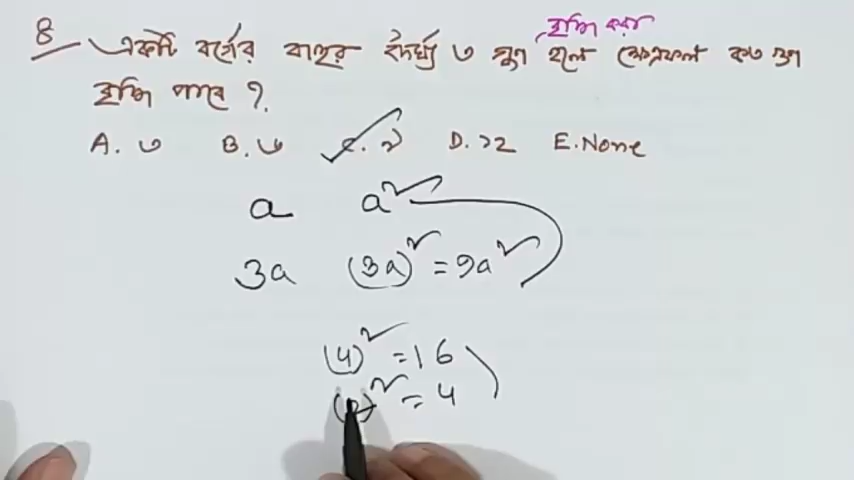 বৃদ্ধি করা
8 একটি বর্গের বাহুর দৈর্ঘ্য ৩ গুণ হলে ক্ষেত্রফল কত গুণ
বৃদ্ধি পাবে ?
A. ৩ B. ৬ C. ৯ D. ১২ E. None
a a²
3a (3a)² = 9a²
(4)² = 16
(2)² = 4